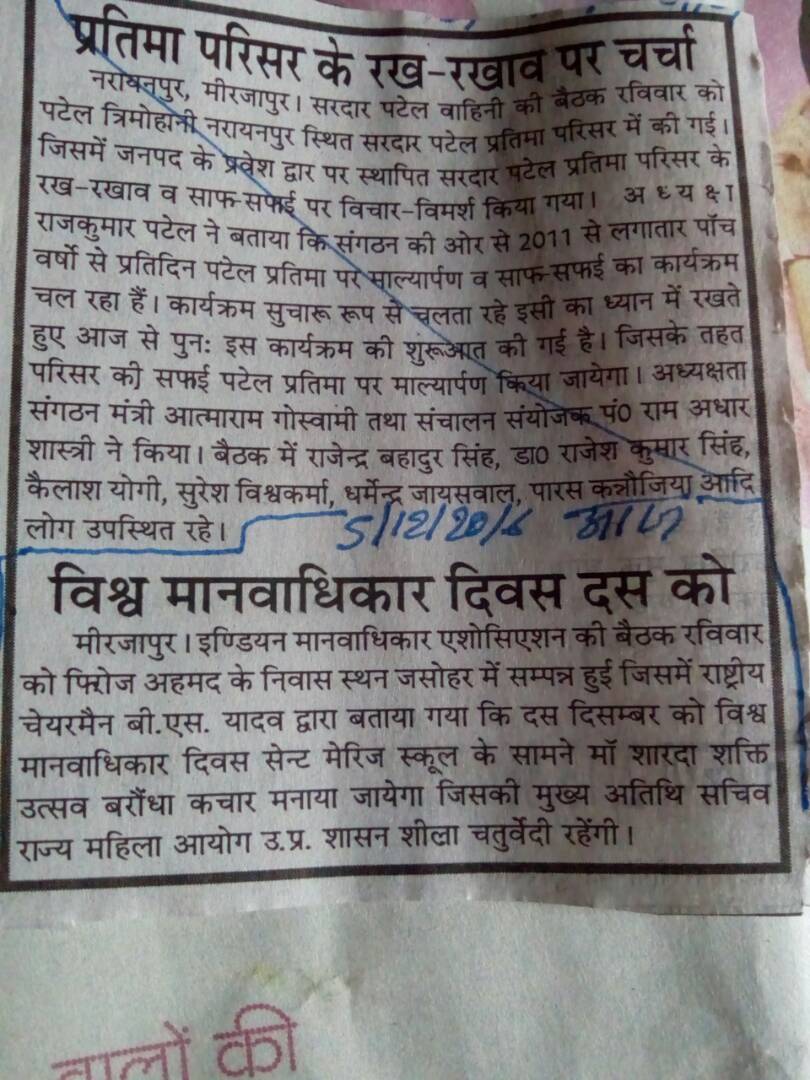 प्रतिमा परिसर के रख-रखाव पर चर्चा
नरायनपुर, मीरजापुर। सरदार पटेल वाहिनी की बैठक रविवार को
पटेल त्रिमोहानी नरायनपुर स्थित सरदार पटेल प्रतिमा परिसर में की गई।
जिसमें जनपद के प्रवेश द्वार पर स्थापित सरदार पटेल प्रतिमा परिसर के
रख-रखाव व साफ-सफाई पर विचार-विमर्श किया गया। अध्यक्ष
राजकुमार पटेल ने बताया कि संगठन की ओर से 2011 से लगातार पॉच
वर्षो से प्रतिदिन पटेल प्रतिमा पर माल्यार्पण व साफ-सफई का कार्यक्रम
चल रहा हैं। कार्यक्रम सुचारू रूप से चलता रहे इसी का ध्यान में रखते
हुए आज से पुनः इस कार्यक्रम की शुरूआत की गई है। जिसके तहत
परिसर की सफाई पटेल प्रतिमा पर माल्यार्पण किया जायेगा। अध्यक्षता
संगठन मंत्री आत्माराम गोस्वामी तथा संचालन संयोजक पं0 राम अधार
शास्त्री ने किया। बैठक में राजेन्द्र बहादुर सिंह, डा0 राजेश कुमार सिंह,
कैलाश योगी, सुरेश विश्वकर्मा, धर्मेन्द्र जायसवाल, पारस कन्नौजिया आदि
लोग उपस्थित रहे।
5/12/2016 आज
विश्व मानवाधिकार दिवस दस को
मीरजापुर। इण्डियन मानवाधिकार एशोसिएशन की बैठक रविवार
को फिरोज अहमद के निवास स्थन जसोहर में सम्पन्न हुई जिसमें राष्ट्रीय
चेयरमैन बी.एस. यादव द्वारा बताया गया कि दस दिसम्बर को विश्व
मानवाधिकार दिवस सेन्ट मेरिज स्कूल के सामने मॉ शारदा शक्ति
उत्सव बरौंधा कचार मनाया जायेगा जिसकी मुख्य अतिथि सचिव
राज्य महिला आयोग उ.प्र. शासन शीला चतुर्वेदी रहेंगी।
वालों की